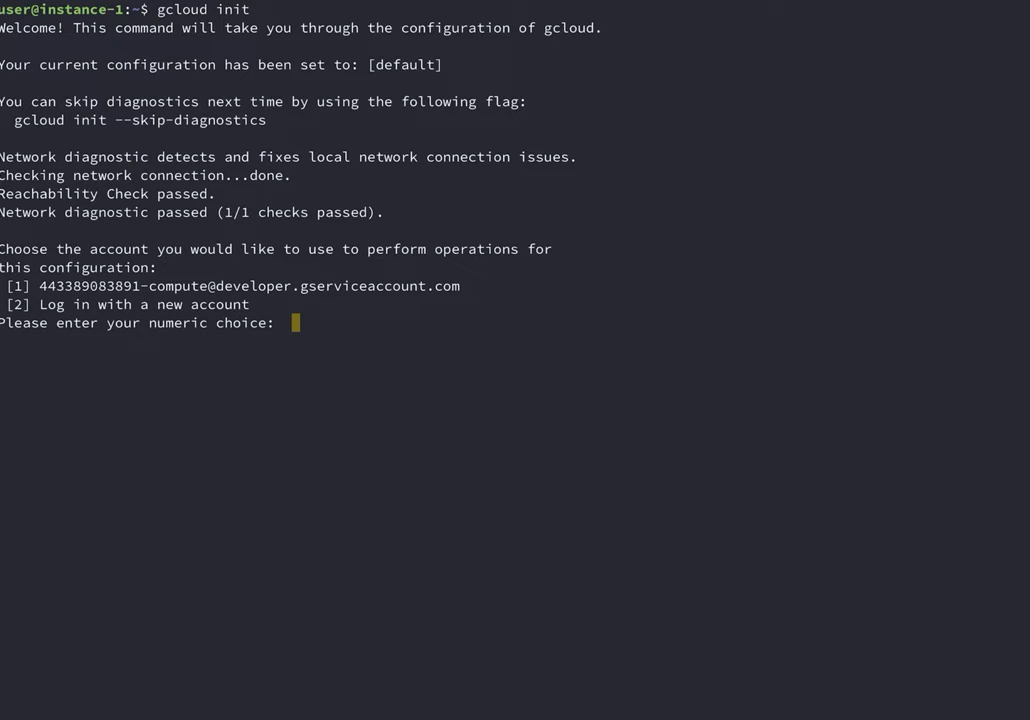 user@instance-1:~$ gcloud init
Welcome! This command will take you through the configuration of gcloud.
Your current configuration has been set to: [default]
You can skip diagnostics next time by using the following flag:
gcloud init --skip-diagnostics
Network diagnostic detects and fixes local network connection issues.
Checking network connection...done.
Reachability Check passed.
Network diagnostic passed (1/1 checks passed).
Choose the account you would like to use to perform operations for
this configuration:
[1] 443389083891-compute@developer.gserviceaccount.com
[2] Log in with a new account
Please enter your numeric choice: